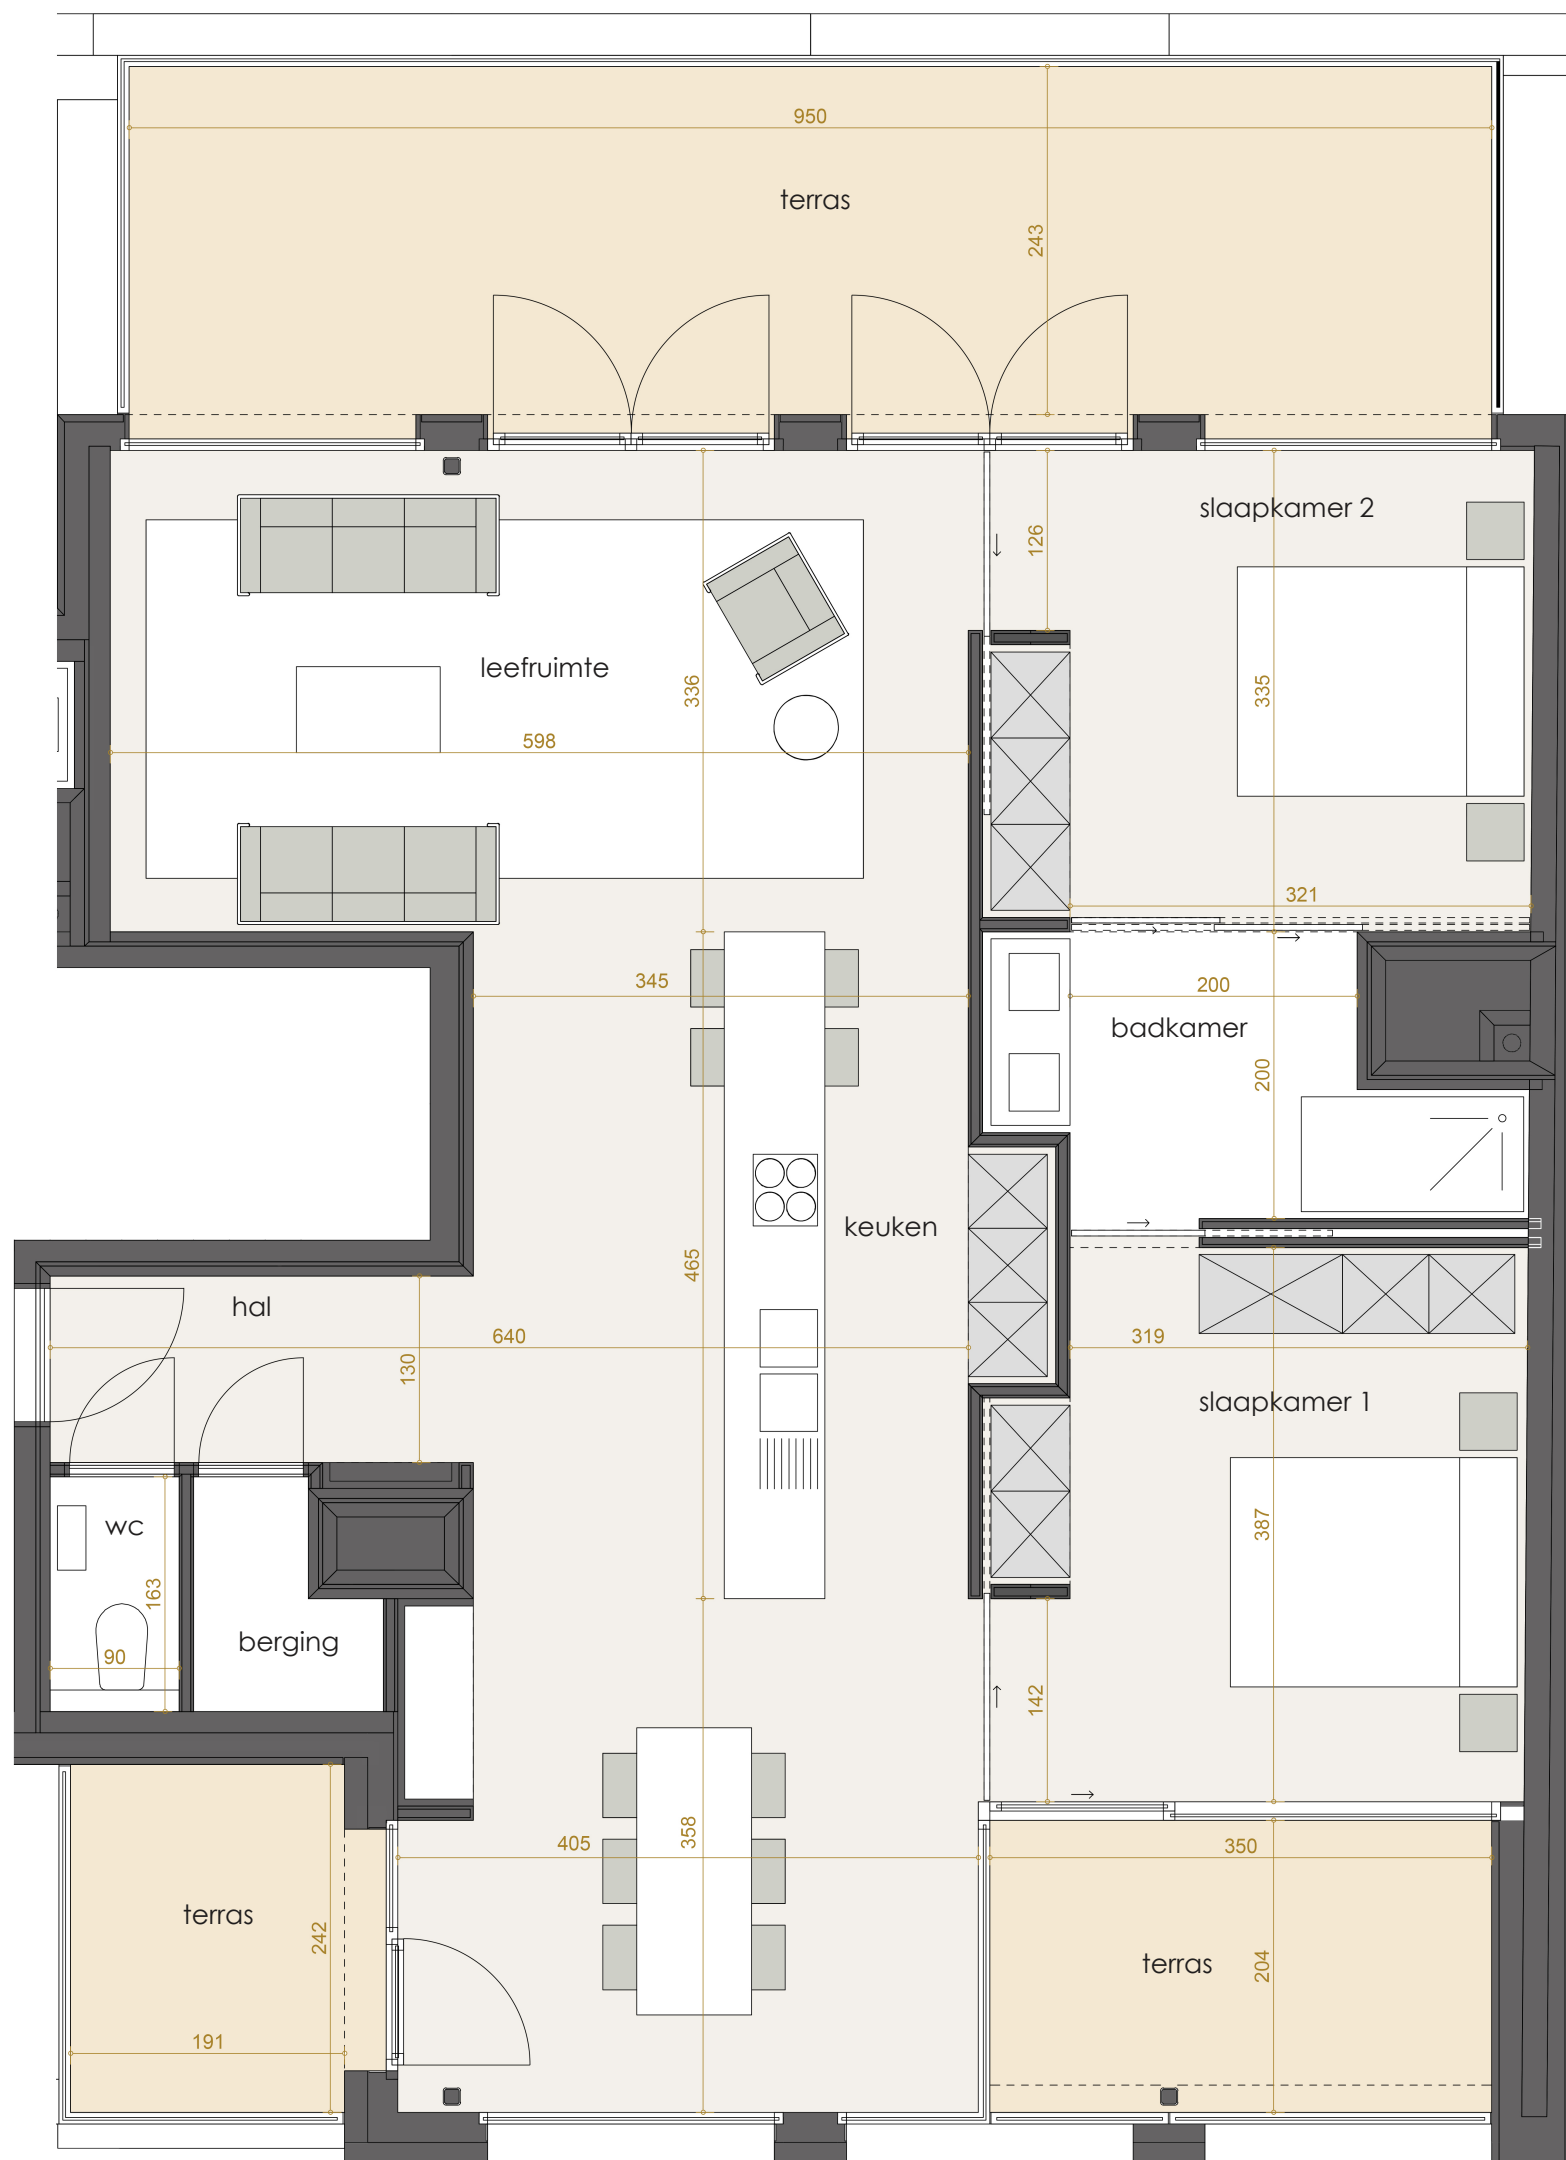 950
terras
243
slaapkamer 2
126
leefruimte
336
335
598
321
345
200
badkamer
200
keuken
465
hal
640
130
319
slaapkamer 1
wc
387
163
berging
90
142
358
405
350
terras
242
terras
204
191